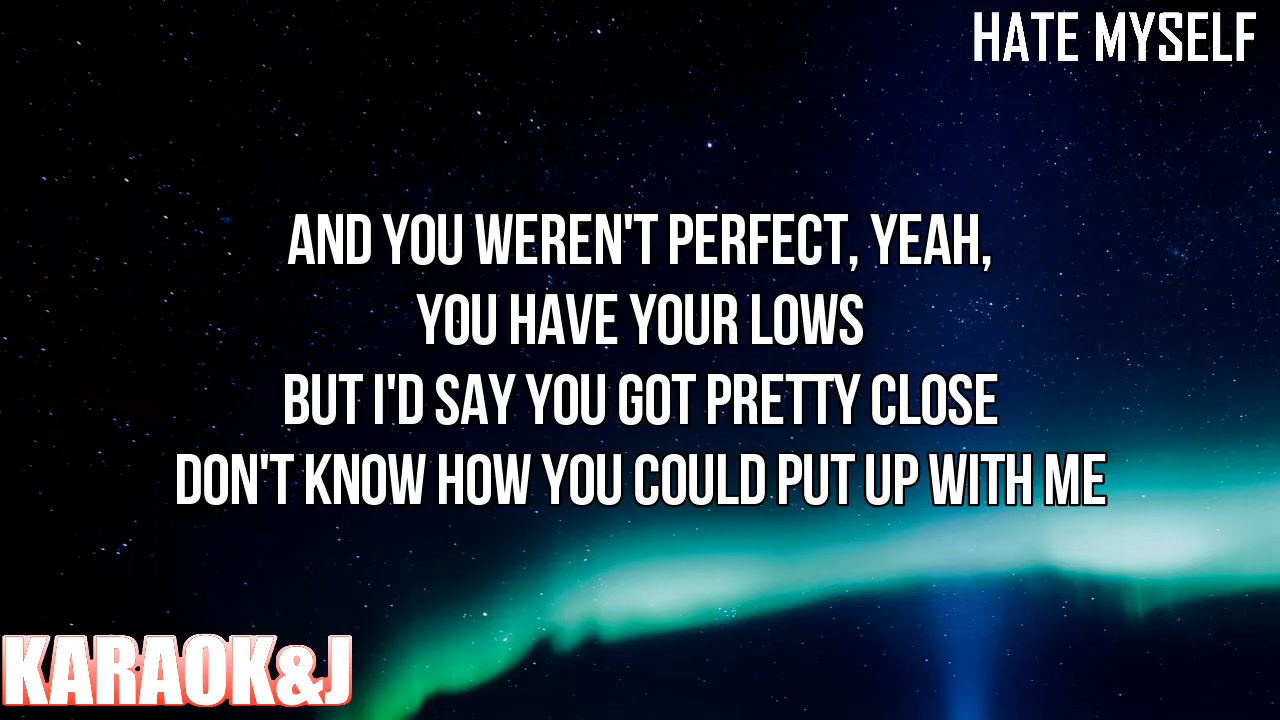 HATE MYSELF
AND YOU WEREN'T PERFECT, YEAH,
YOU HAVE YOUR LOWS
BUT I'D SAY YOU GOT PRETTY CLOSE
DON'T KNOW HOW YOU COULD PUT UP WITH ME
KARAOK&J